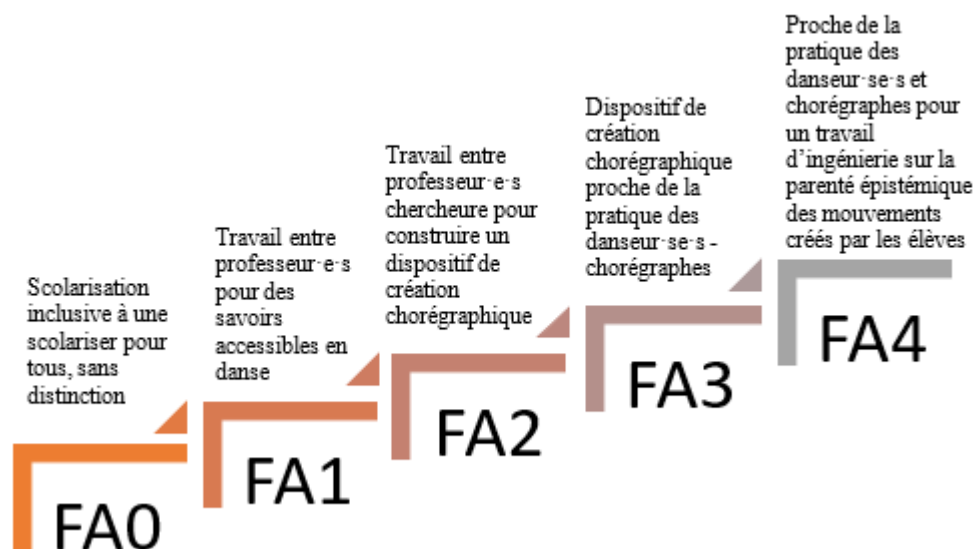 Scolarisation
inclusive à une
scolariser pour
tous, sans
distinction
FA0
Travail entre
professeur·e·s
pour des
savoirs
accessibles en
danse
FA1
Travail entre
professeur·e·s
chercheure pour
construire un
dispositif de
création
chorégraphique
FA2
Dispositif de
création
chorégraphique
proche de la
pratique des
danseur·se·s -
chorégraphes
FA3
Proche de la
pratique des
danseur·se·s et
chorégraphes pour
un travail
d'ingénierie sur la
parenté épistémique
des mouvements
créés par les élèves
FA4